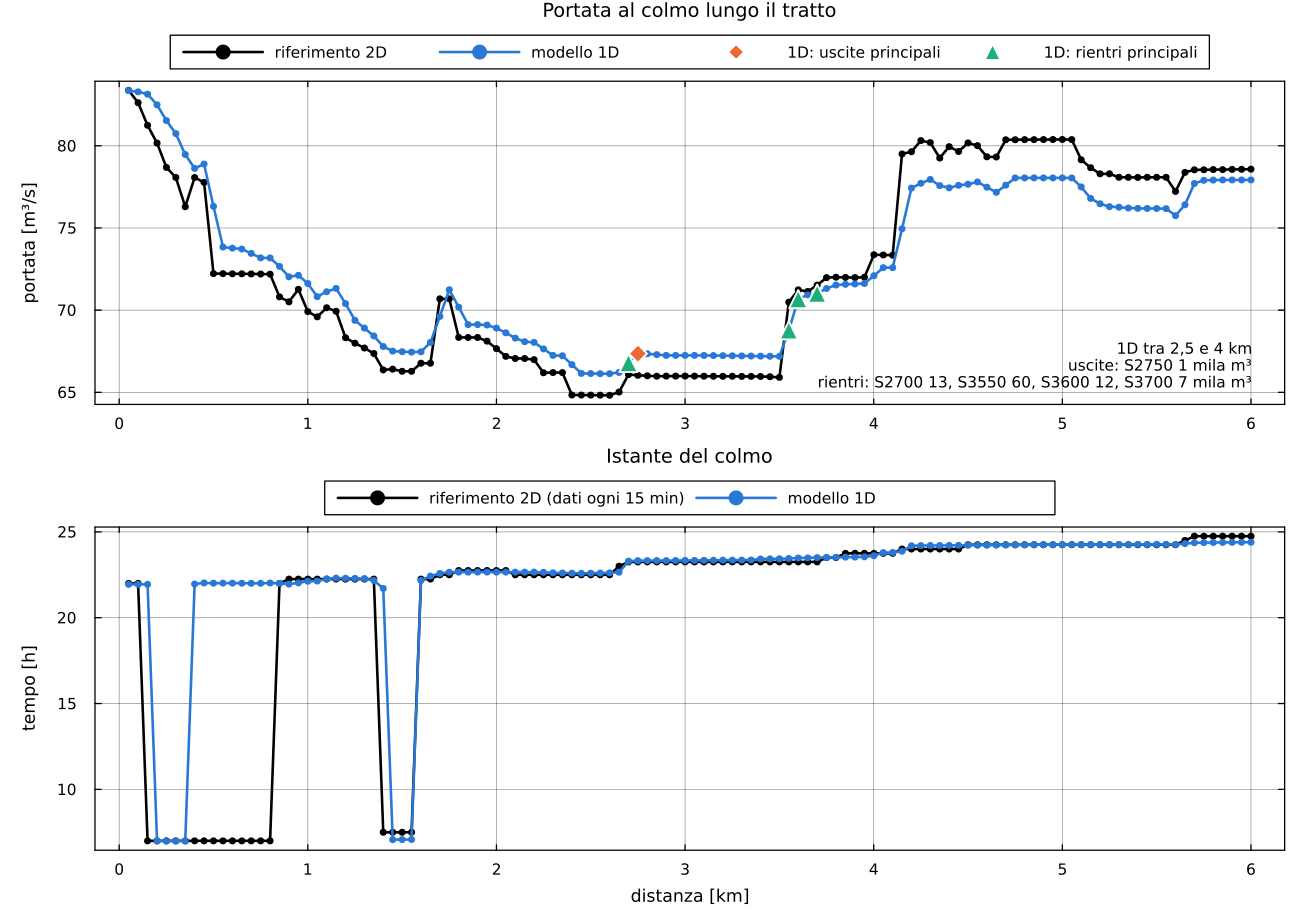 Portata al colmo lungo il tratto
riferimento 2D
modello 1D
1D: uscite principali
1D: rientri principali
portata [m³/s]
80
75
70
65
1D tra 2,5 e 4 km
uscite: S2750 1 mila m³
rientri: S2700 13, S3550 60, S3600 12, S3700 7 mila m³
0 1 2 3 4 5 6
Istante del colmo
riferimento 2D (dati ogni 15 min)
modello 1D
tempo [h]
25
20
15
10
0 1 2 3 4 5 6
distanza [km]